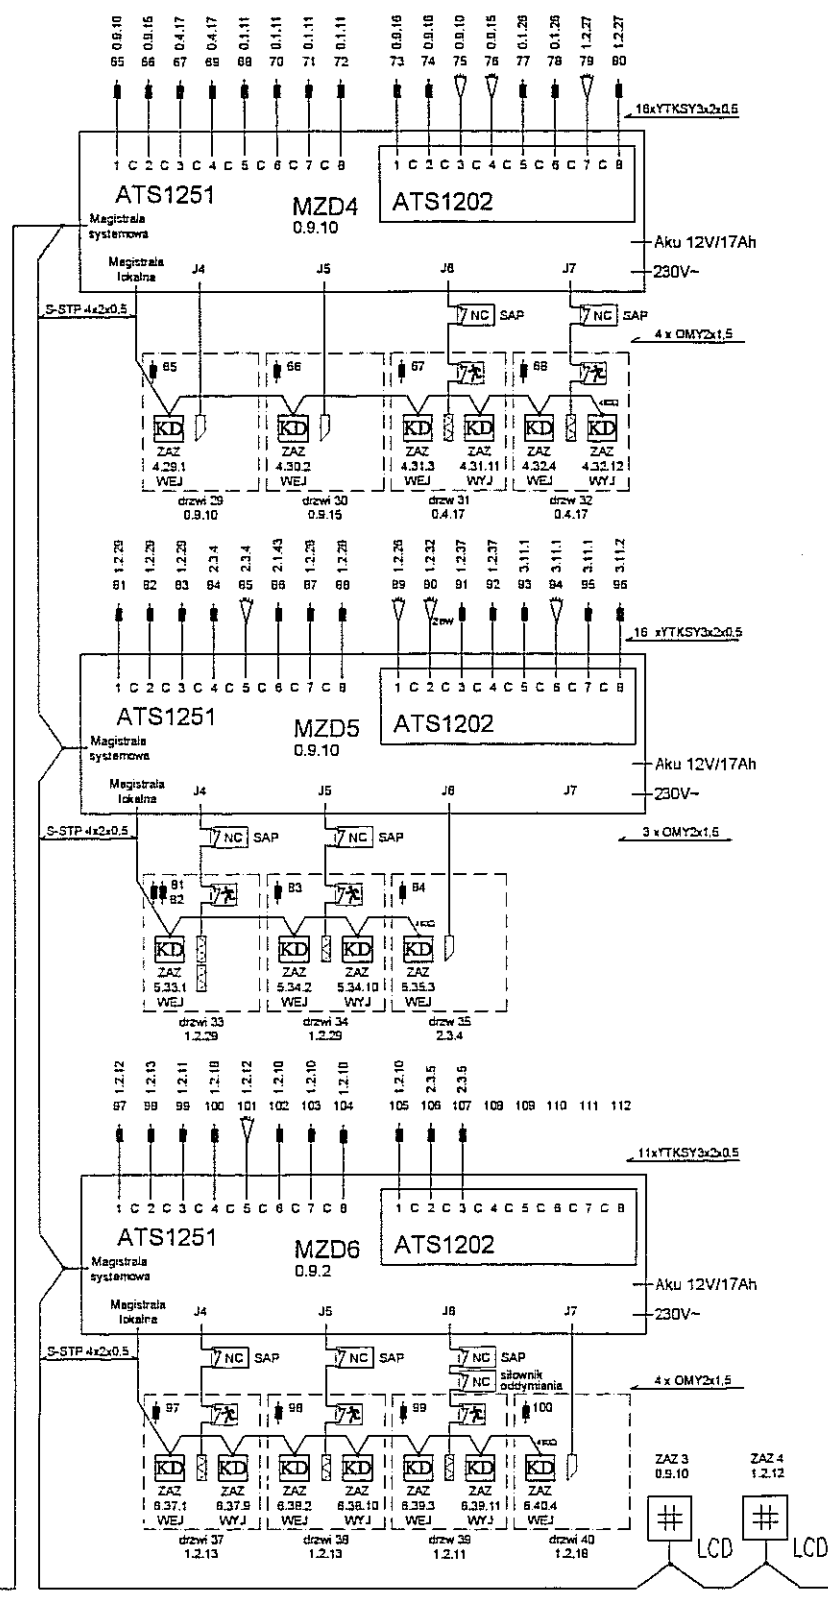 0.9.10 0.9.15 0.4.17 0.4.17 0.1.11 0.1.11 0.1.11 0.1.11 0.9.16 0.9.16 0.9.10 0.9.15 0.1.26 0.1.26 1.2.27 1.2.27
65 66 67 69 68 70 71 72 73 74 75 76 77 78 79 80
16xYTKSY3x2x0,5
1 C 2 C 3 C 4 C 5 C 6 C 7 C 8 1 C 2 C 3 C 4 C 5 C 6 C 7 C 8
ATS1251 MZD4 ATS1202
0.9.10
Magistrala
systemowa
Aku 12V/17Ah
Magistrala
lokalna
J4 J5 J6 J7
230V~
S-STP 4x2x0,5
NC SAP NC SAP
4 x OMY2x1,5
65 66 67 68
KD KD KD KD KD KD
ZAZ ZAZ ZAZ ZAZ ZAZ ZAZ
4.29.1 4.30.2 4.31.3 4.31.11 4.32.4 4.32.12
WEJ WEJ WEJ WYJ WEJ WYJ
drzwi 29 drzwi 30 drzwi 31 drzwi 32
0.9.10 0.9.15 0.4.17 0.4.17
1.2.29 1.2.29 1.2.29 2.3.4 2.3.4 2.1.43 1.2.28 1.2.28 1.2.26 1.2.32 1.2.37 1.2.37 3.11.1 3.11.1 3.11.1 3.11.2
81 82 83 84 85 86 87 88 89 90 91 92 93 94 95 96
zew
16 xYTKSY3x2x0,5
1 C 2 C 3 C 4 C 5 C 6 C 7 C 8 1 C 2 C 3 C 4 C 5 C 6 C 7 C 8
ATS1251 MZD5 ATS1202
0.9.10
Magistrala
systemowa
Aku 12V/17Ah
Magistrala
lokalna
J4 J5 J6 J7
230V~
S-STP 4x2x0,5
NC SAP NC SAP
3 x OMY2x1,5
81
82 83 84
KD KD KD KD
ZAZ ZAZ ZAZ ZAZ
5.33.1 5.34.2 5.34.10 5.35.3
WEJ WEJ WYJ WEJ
drzwi 33 drzwi 34 drzw 35
1.2.29 1.2.29 2.3.4
1.2.12 1.2.13 1.2.11 1.2.18 1.2.12 1.2.10 1.2.10 1.2.18 1.2.10 2.3.5 2.3.5
97 98 99 100 101 102 103 104 105 106 107 108 109 110 111 112
11xYTKSY3x2x0,5
1 C 2 C 3 C 4 C 5 C 6 C 7 C 8 1 C 2 C 3 C 4 C 5 C 6 C 7 C 8
ATS1251 MZD6 ATS1202
0.9.2
Magistrala
systemowa
Aku 12V/17Ah
Magistrala
lokalna
J4 J5 J6 J7
230V~
S-STP 4x2x0,5
NC SAP NC SAP NC SAP
NC siłownik
oddymiania
4 x OMY2x1,5
97 98 99 100
KD KD KD KD KD KD KD
ZAZ ZAZ ZAZ ZAZ ZAZ ZAZ ZAZ
6.37.1 6.37.9 6.38.2 6.38.10 6.39.3 6.39.11 6.40.4
WEJ WYJ WEJ WYJ WEJ WYJ WEJ
drzwi 37 drzwi 38 drzw 39 drzwi 40
1.2.13 1.2.13 1.2.11 1.2.18
ZAZ 3 ZAZ 4
0.9.10 1.2.12
LCD LCD